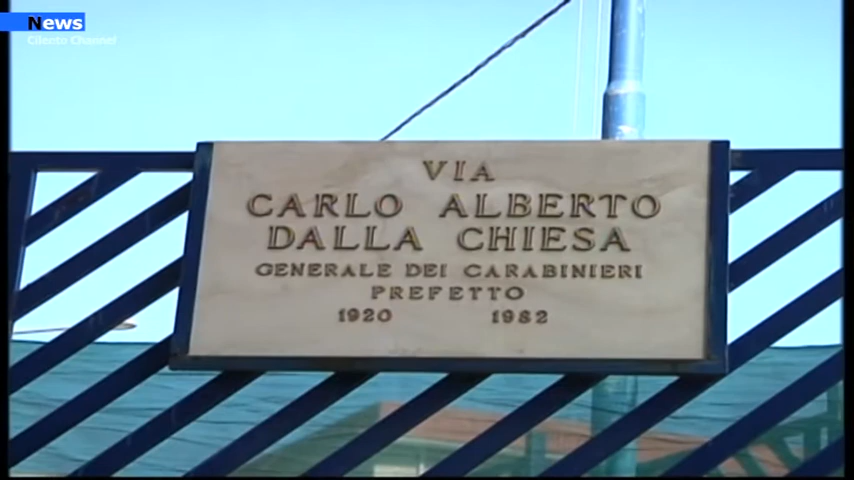 News
Cilento Channel
VIA
CARLO ALBERTO
DALLA CHIESA
GENERALE DEI CARABINIERI
PREFETTO
1920 1982